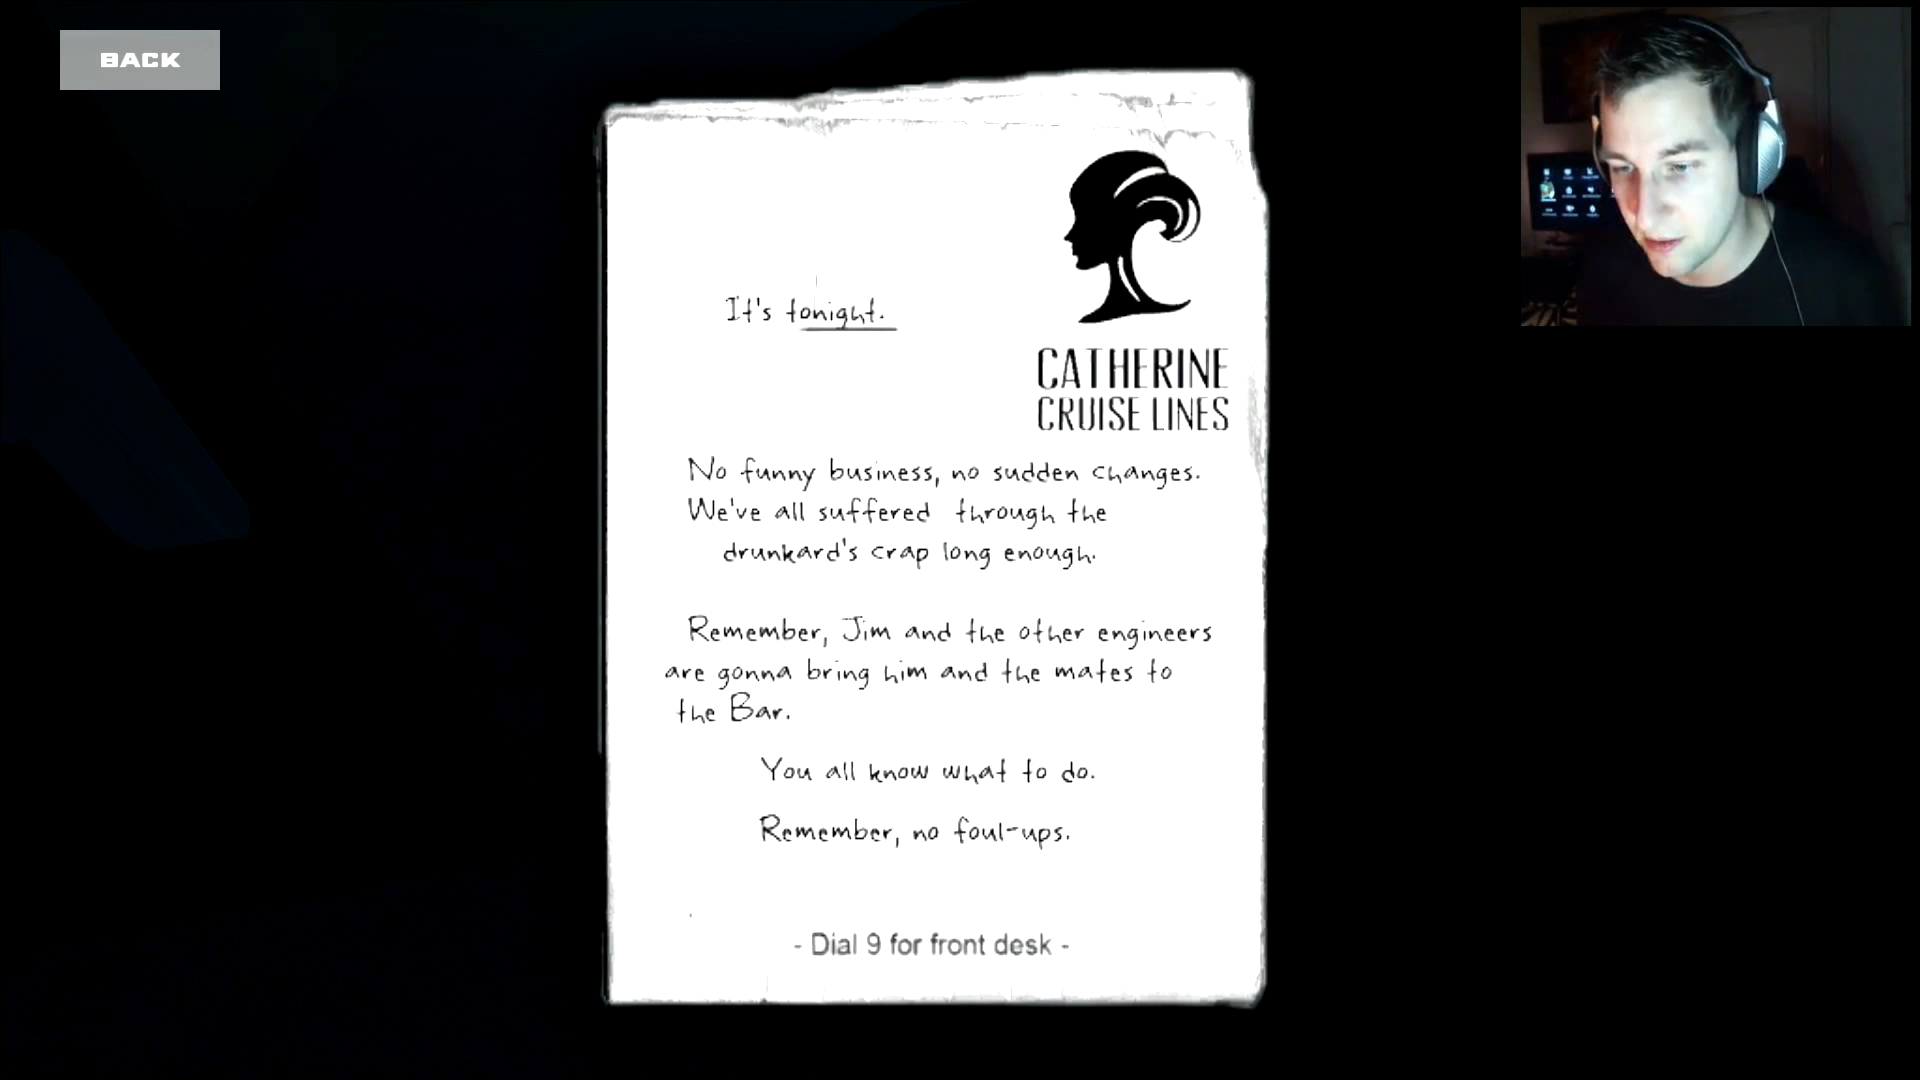 BACK
It's tonight.
CATHERINE
CRUISE LINES
No funny business, no sudden changes.
We've all suffered through the
drunkard's crap long enough.
Remember, Jim and the other engineers
are gonna bring him and the mates to
the Bar.
You all know what to do.
Remember, no foul-ups.
- Dial 9 for front desk -